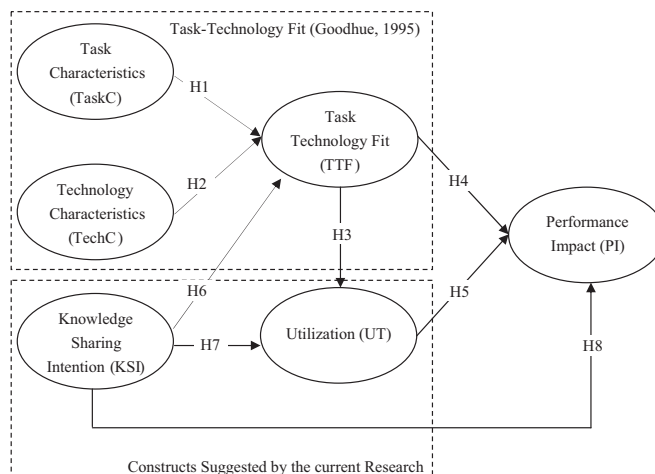 Task-Technology Fit (Goodhue, 1995)
Task
Characteristics
(TaskC)
H1
Task
Technology Fit
(TTF)
Technology
Characteristics
(TechC)
H2
H3
H4
Performance
Impact (PI)
H6
H5
Knowledge
Sharing
Intention (KSI)
H7
Utilization (UT)
H8
Constructs Suggested by the current Research